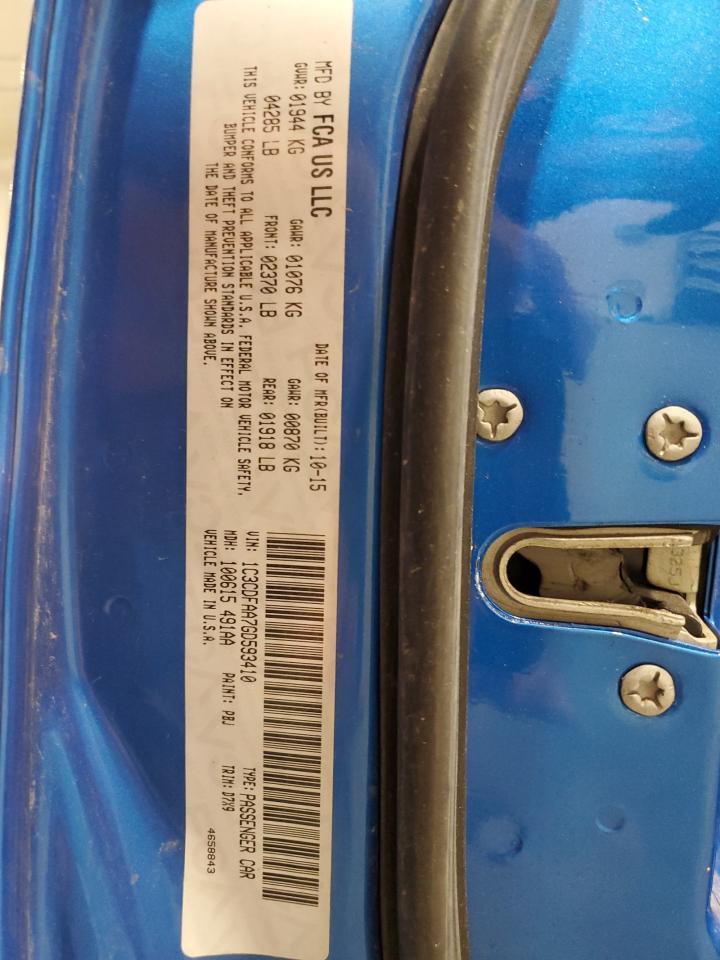 MFD BY FCA US LLC
DATE OF MFR(BUILT): 10-15
GVWR: 01944 KG
GAWR: 01076 KG
GAWR: 00870 KG
04285 LB
FRONT: 02370 LB
REAR: 01918 LB
THIS VEHICLE CONFORMS TO ALL APPLICABLE U.S.A. FEDERAL MOTOR VEHICLE SAFETY,
BUMPER AND THEFT PREVENTION STANDARDS IN EFFECT ON
THE DATE OF MANUFACTURE SHOWN ABOVE.
VIN: 1C3CDFAA7GD593410
TYPE: PASSENGER CAR
MDH: 100615 491AA
PAINT: PBJ
TRIM: D7X9
VEHICLE MADE IN U.S.A.
4658843